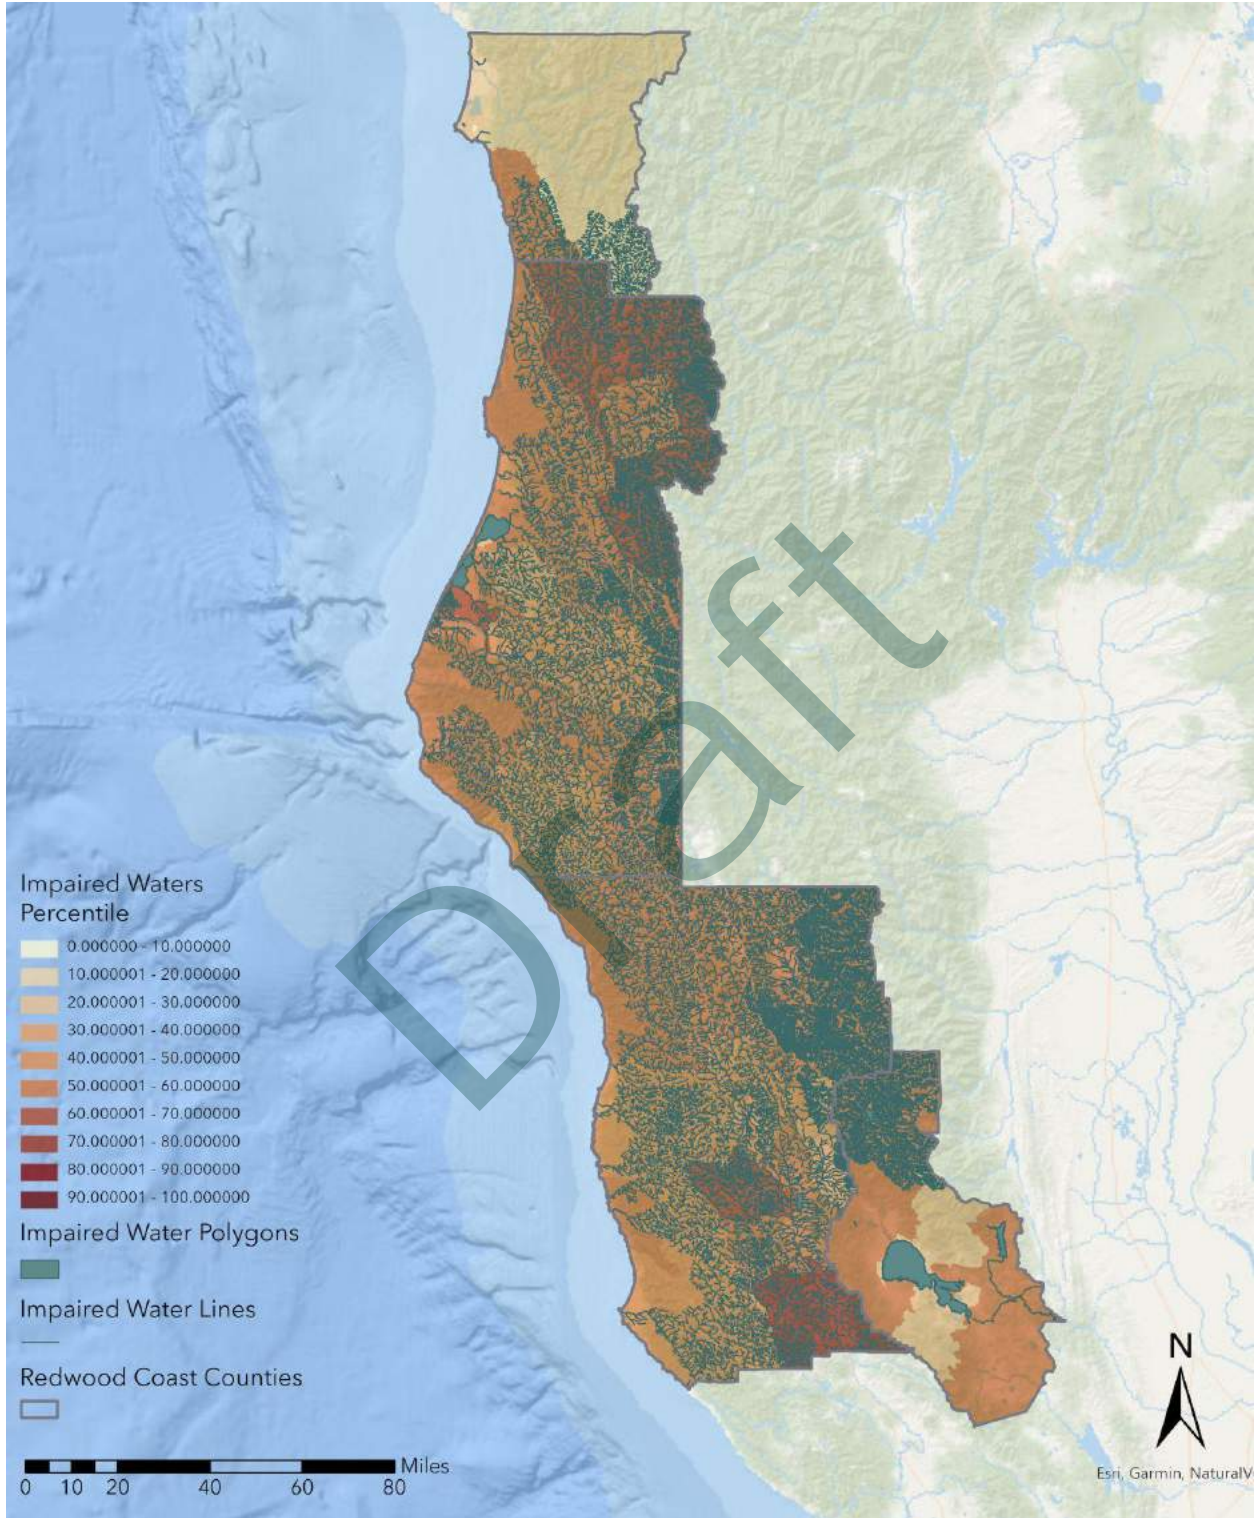 Draft
Impaired Waters
Percentile
0.000000 - 10.000000
10.000001 - 20.000000
20.000001 - 30.000000
30.000001 - 40.000000
40.000001 - 50.000000
50.000001 - 60.000000
60.000001 - 70.000000
70.000001 - 80.000000
80.000001 - 90.000000
90.000001 - 100.000000
Impaired Water Polygons
Impaired Water Lines
Redwood Coast Counties
N
Miles
0 10 20 40 60 80
Esri, Garmin, NaturalV